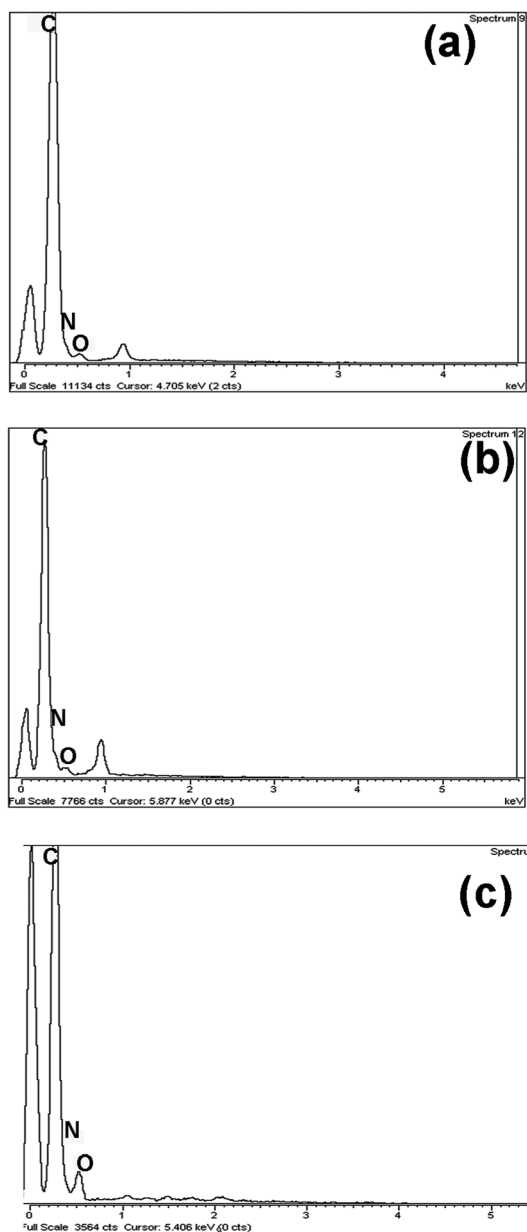 Spectrum 9
C
(a)
N
O
0 1 2 3 4
Full Scale 11134 cts Cursor: 4.705 keV (2 cts) keV
Spectrum 12
C
(b)
N
O
0 1 2 3 4 5
Full Scale 7766 cts Cursor: 5.877 keV (0 cts) keV
Spectru
C
(c)
N
O
0 1 2 3 4 5
Full Scale 3564 cts Cursor: 5.406 keV (0 cts)